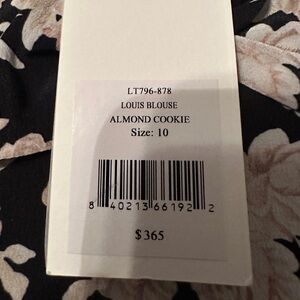 LT796-878
LOUIS BLOUSE
ALMOND COOKIE
Size: 10
8 40213 66192 2
$365